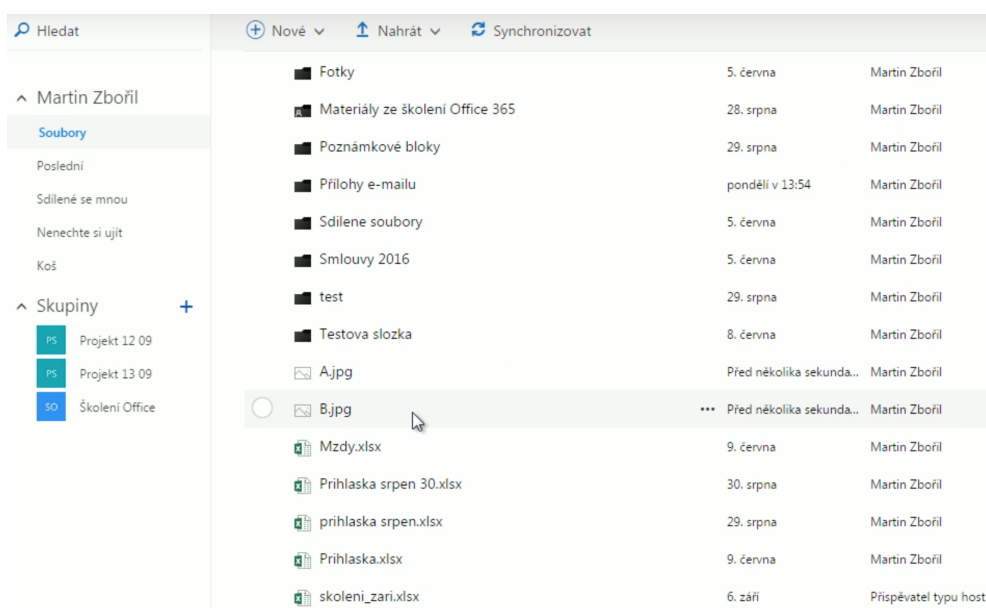 Hledat
Nové Nahrát Synchronizovat
Martin Zbořil
Soubory
Poslední
Sdílené se mnou
Nenechte si ujít
Koš
Skupiny +
PS Projekt 12 09
PS Projekt 13 09
SO Školení Office
Fotky 5. června Martin Zbořil
Materiály ze školení Office 365 28. srpna Martin Zbořil
Poznámkové bloky 29. srpna Martin Zbořil
Přílohy e-mailu pondělí v 13:54 Martin Zbořil
Sdilene soubory 5. června Martin Zbořil
Smlouvy 2016 5. června Martin Zbořil
test 29. srpna Martin Zbořil
Testova slozka 8. června Martin Zbořil
A.jpg Před několika sekunda... Martin Zbořil
B.jpg ••• Před několika sekunda... Martin Zbořil
Mzdy.xlsx 9. června Martin Zbořil
Prihlaska srpen 30.xlsx 30. srpna Martin Zbořil
prihlaska srpen.xlsx 29. srpna Martin Zbořil
Prihlaska.xlsx 9. června Martin Zbořil
skoleni_zari.xlsx 6. září Přispěvatel typu host